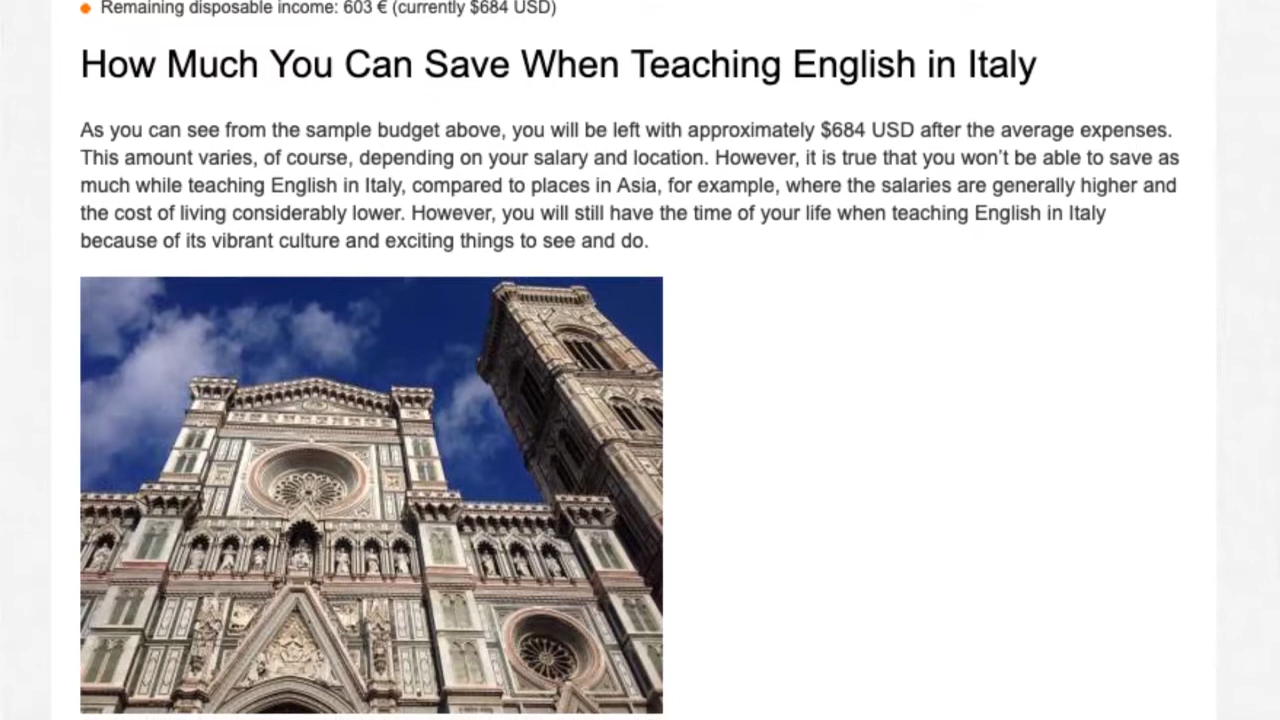 Remaining disposable income: 603 € (currently $684 USD)
How Much You Can Save When Teaching English in Italy
As you can see from the sample budget above, you will be left with approximately $684 USD after the average expenses.
This amount varies, of course, depending on your salary and location. However, it is true that you won’t be able to save as
much while teaching English in Italy, compared to places in Asia, for example, where the salaries are generally higher and
the cost of living considerably lower. However, you will still have the time of your life when teaching English in Italy
because of its vibrant culture and exciting things to see and do.